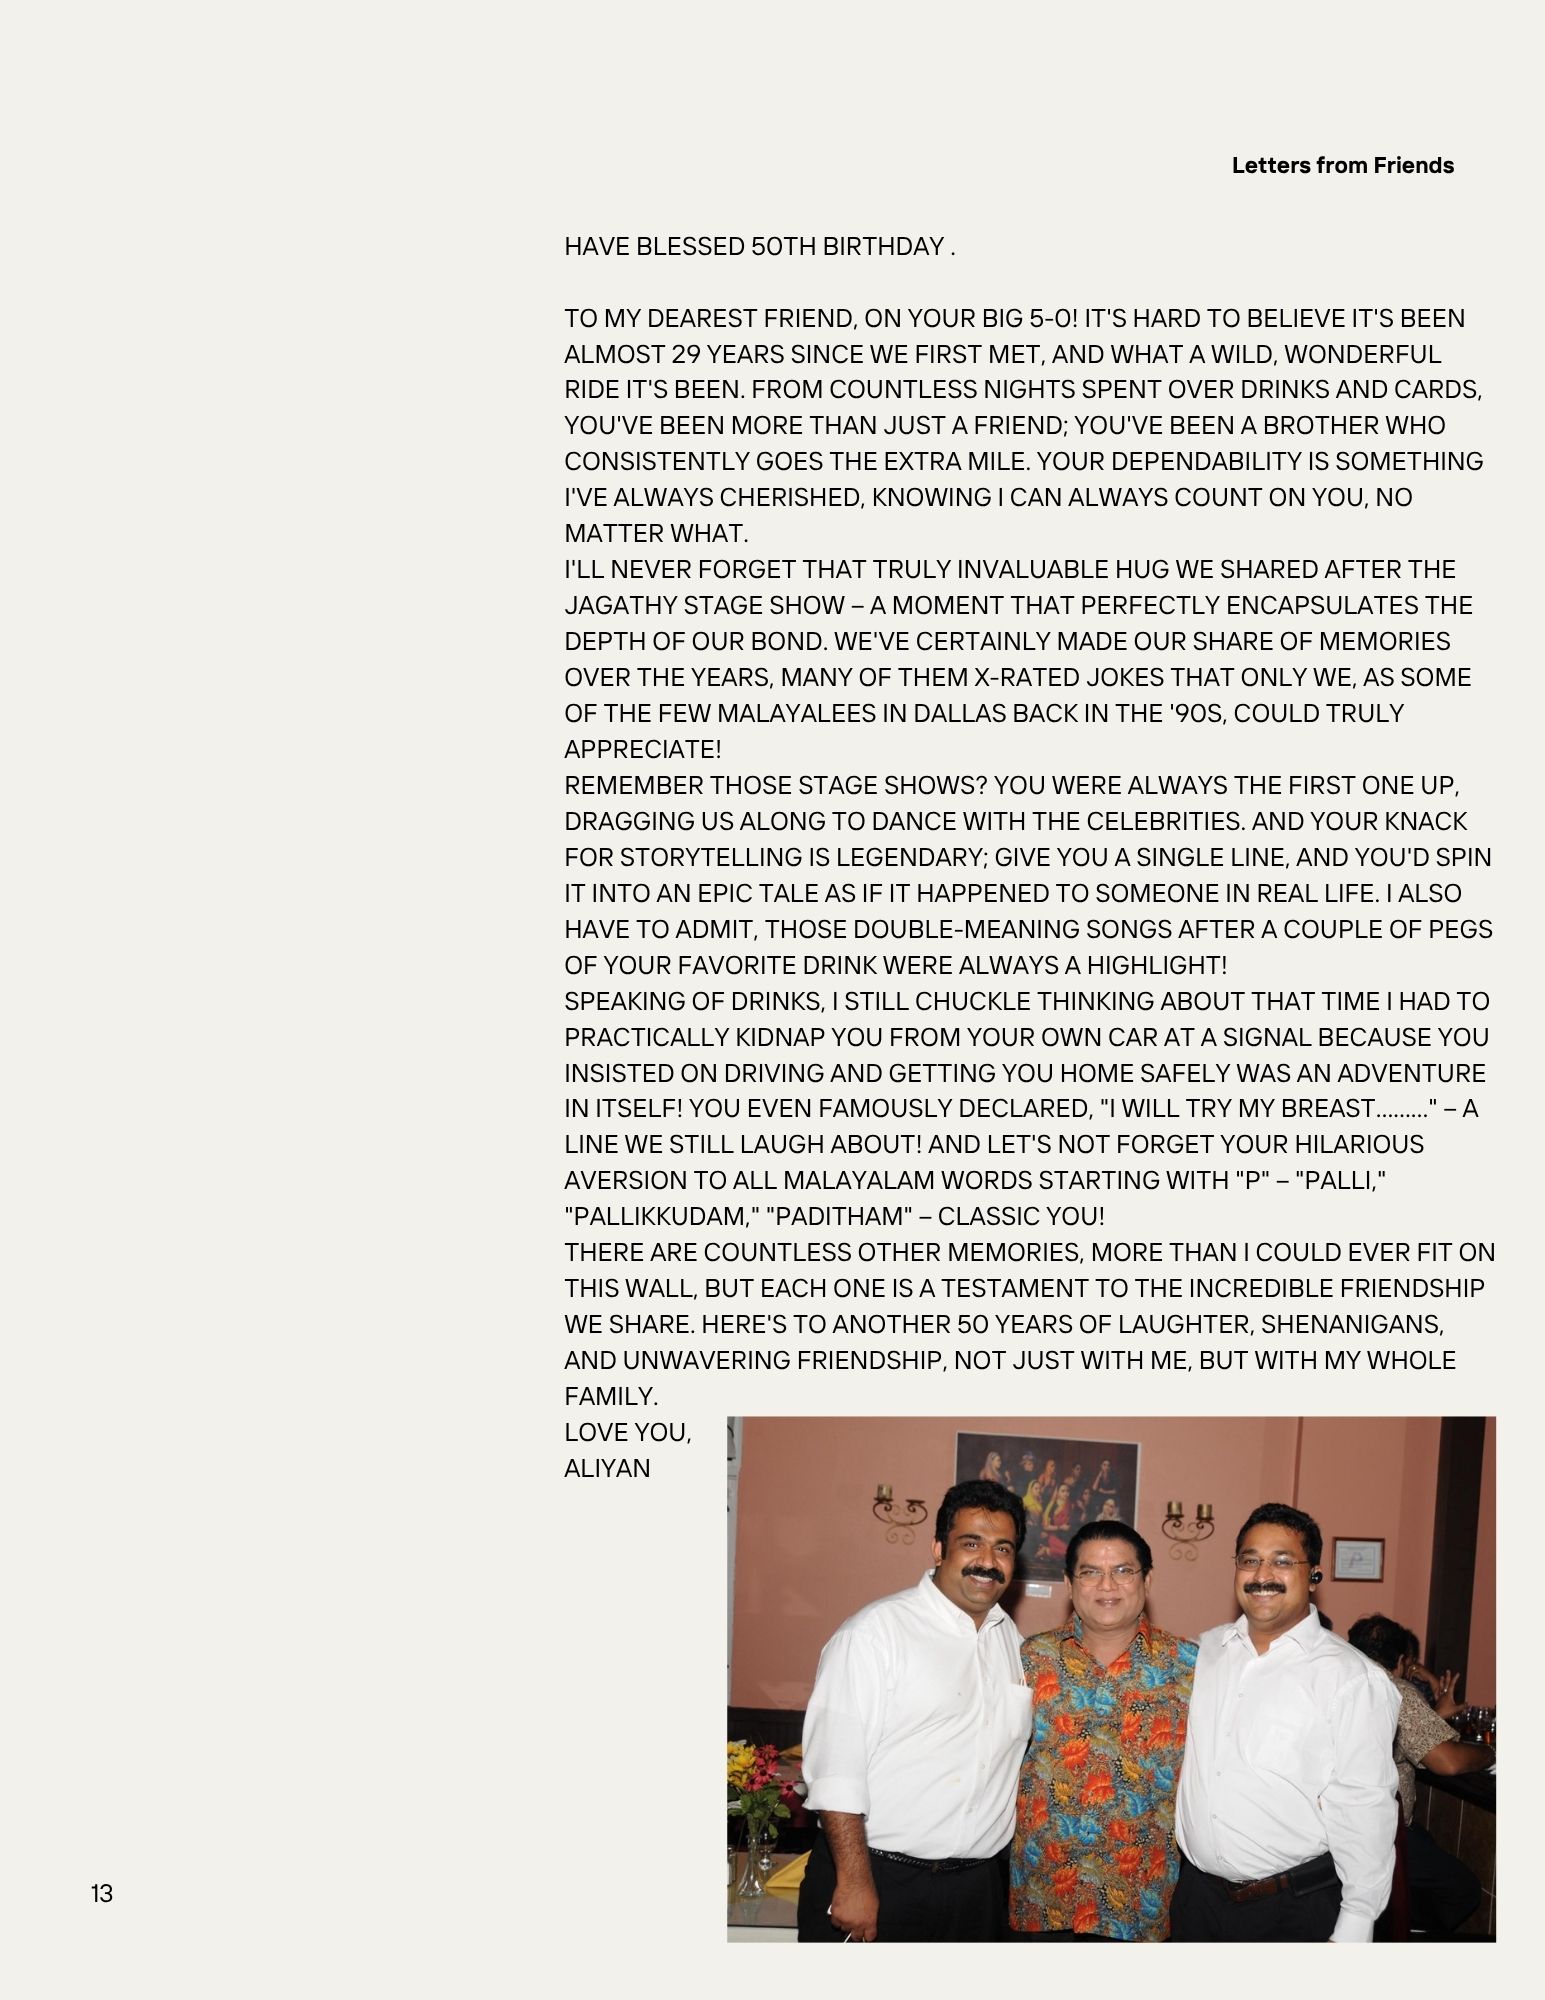 Letters from Friends
HAVE BLESSED 50TH BIRTHDAY .
TO MY DEAREST FRIEND, ON YOUR BIG 5-0! IT'S HARD TO BELIEVE IT'S BEEN
ALMOST 29 YEARS SINCE WE FIRST MET, AND WHAT A WILD, WONDERFUL
RIDE IT'S BEEN. FROM COUNTLESS NIGHTS SPENT OVER DRINKS AND CARDS,
YOU'VE BEEN MORE THAN JUST A FRIEND; YOU'VE BEEN A BROTHER WHO
CONSISTENTLY GOES THE EXTRA MILE. YOUR DEPENDABILITY IS SOMETHING
I'VE ALWAYS CHERISHED, KNOWING I CAN ALWAYS COUNT ON YOU, NO
MATTER WHAT.
I'LL NEVER FORGET THAT TRULY INVALUABLE HUG WE SHARED AFTER THE
JAGATHY STAGE SHOW – A MOMENT THAT PERFECTLY ENCAPSULATES THE
DEPTH OF OUR BOND. WE'VE CERTAINLY MADE OUR SHARE OF MEMORIES
OVER THE YEARS, MANY OF THEM X-RATED JOKES THAT ONLY WE, AS SOME
OF THE FEW MALAYALEES IN DALLAS BACK IN THE '90S, COULD TRULY
APPRECIATE!
REMEMBER THOSE STAGE SHOWS? YOU WERE ALWAYS THE FIRST ONE UP,
DRAGGING US ALONG TO DANCE WITH THE CELEBRITIES. AND YOUR KNACK
FOR STORYTELLING IS LEGENDARY; GIVE YOU A SINGLE LINE, AND YOU'D SPIN
IT INTO AN EPIC TALE AS IF IT HAPPENED TO SOMEONE IN REAL LIFE. I ALSO
HAVE TO ADMIT, THOSE DOUBLE-MEANING SONGS AFTER A COUPLE OF PEGS
OF YOUR FAVORITE DRINK WERE ALWAYS A HIGHLIGHT!
SPEAKING OF DRINKS, I STILL CHUCKLE THINKING ABOUT THAT TIME I HAD TO
PRACTICALLY KIDNAP YOU FROM YOUR OWN CAR AT A SIGNAL BECAUSE YOU
INSISTED ON DRIVING AND GETTING YOU HOME SAFELY WAS AN ADVENTURE
IN ITSELF! YOU EVEN FAMOUSLY DECLARED, "I WILL TRY MY BREAST........." – A
LINE WE STILL LAUGH ABOUT! AND LET'S NOT FORGET YOUR HILARIOUS
AVERSION TO ALL MALAYALAM WORDS STARTING WITH "P" – "PALLI,"
"PALLIKKUDAM," "PADITHAM" – CLASSIC YOU!
THERE ARE COUNTLESS OTHER MEMORIES, MORE THAN I COULD EVER FIT ON
THIS WALL, BUT EACH ONE IS A TESTAMENT TO THE INCREDIBLE FRIENDSHIP
WE SHARE. HERE'S TO ANOTHER 50 YEARS OF LAUGHTER, SHENANIGANS,
AND UNWAVERING FRIENDSHIP, NOT JUST WITH ME, BUT WITH MY WHOLE
FAMILY.
LOVE YOU,
ALIYAN
13